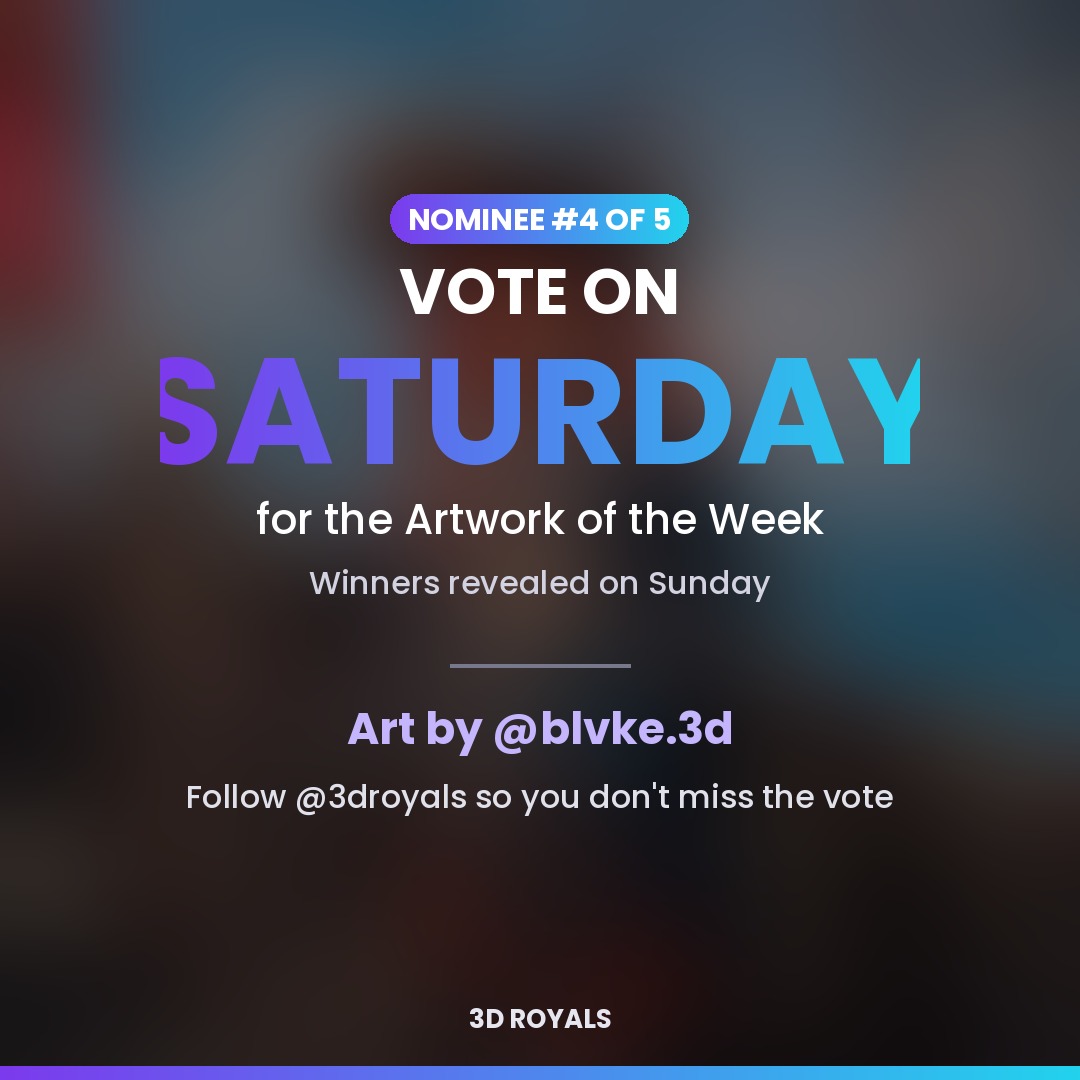 NOMINEE #4 OF 5
VOTE ON
SATURDAY
for the Artwork of the Week
Winners revealed on Sunday
Art by @blvke.3d
Follow @3droyals so you don't miss the vote
3D ROYALS